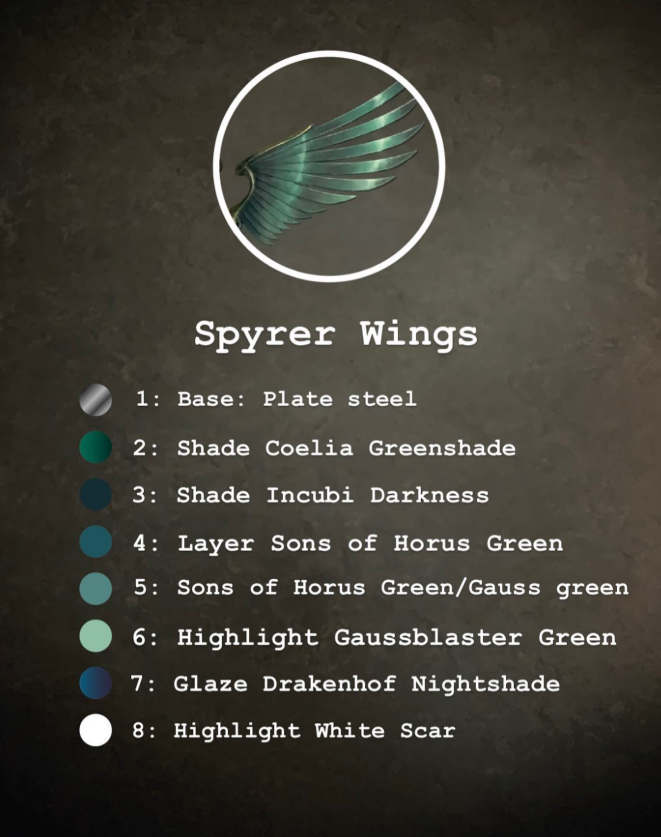 Spyrer Wings
1: Base: Plate steel
2: Shade Coelia Greenshade
3: Shade Incubi Darkness
4: Layer Sons of Horus Green
5: Sons of Horus Green/Gauss green
6: Highlight Gaussblaster Green
7: Glaze Drakenhof Nightshade
8: Highlight White Scar